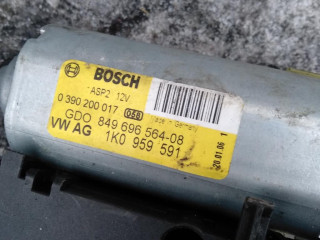 BOSCH
ASP2 12V
0 390 200 017 058
Made in Germany
GDO 849 696 564-08
VW AG 1K0 959 591
20.01.06 1